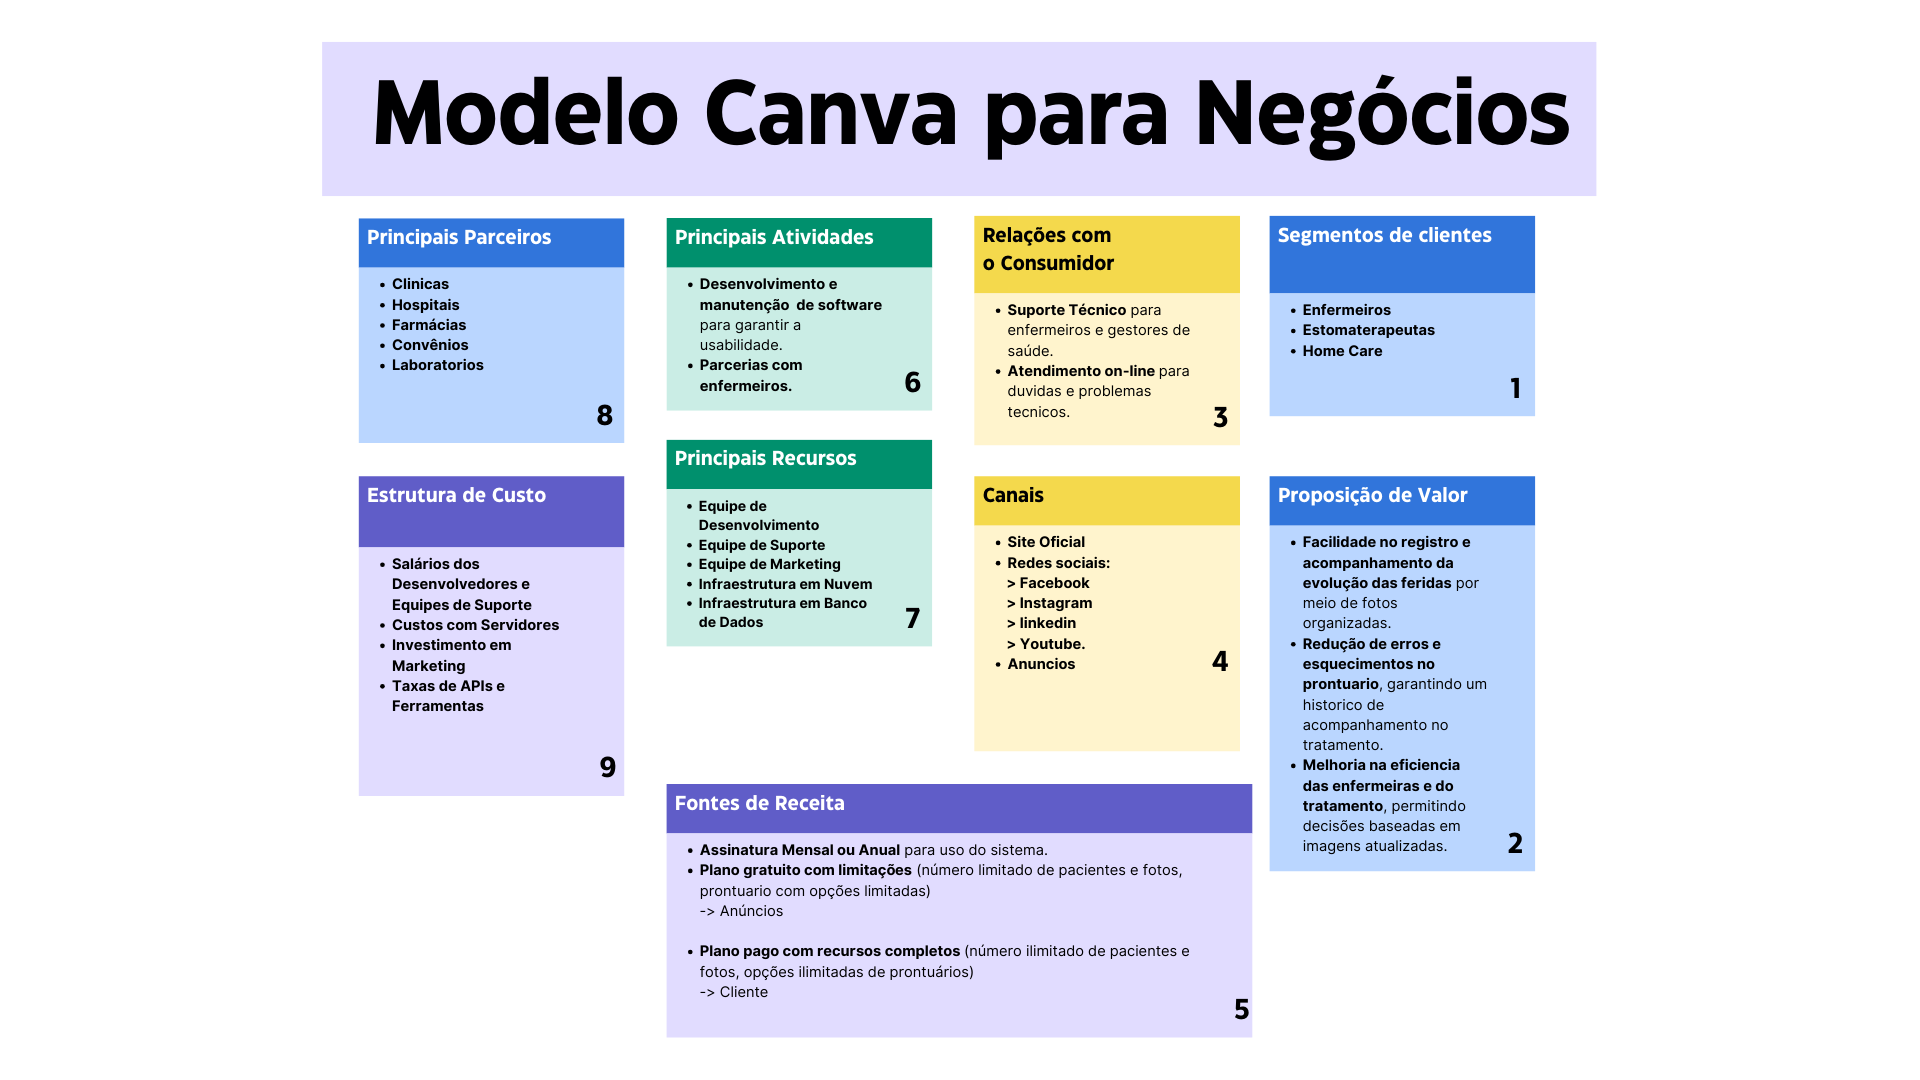 Modelo Canva para Negócios
Principais Parceiros
• Clinicas
• Hospitais
• Farmácias
• Convênios
• Laboratorios
8
Principais Atividades
• Desenvolvimento e
manutenção de software
para garantir a
usabilidade.
• Parcerias com
enfermeiros.
6
Relações com
o Consumidor
• Suporte Técnico para
enfermeiros e gestores de
saúde.
• Atendimento on-line para
duvidas e problemas
tecnicos.
3
Segmentos de clientes
• Enfermeiros
• Estomaterapeutas
• Home Care
1
Estrutura de Custo
• Salários dos
Desenvolvedores e
Equipes de Suporte
• Custos com Servidores
• Investimento em
Marketing
• Taxas de APIs e
Ferramentas
9
Principais Recursos
• Equipe de
Desenvolvimento
• Equipe de Suporte
• Equipe de Marketing
• Infraestrutura em Nuvem
• Infraestrutura em Banco
de Dados
7
Canais
• Site Oficial
• Redes sociais:
> Facebook
> Instagram
> linkedin
> Youtube.
• Anuncios
4
Proposição de Valor
• Facilidade no registro e
acompanhamento da
evolução das feridas por
meio de fotos
organizadas.
• Redução de erros e
esquecimentos no
prontuario, garantindo um
historico de
acompanhamento no
tratamento.
• Melhoria na eficiencia
das enfermeiras e do
tratamento, permitindo
decisões baseadas em
imagens atualizadas.
2
Fontes de Receita
• Assinatura Mensal ou Anual para uso do sistema.
• Plano gratuito com limitações (número limitado de pacientes e fotos,
prontuario com opções limitadas)
-> Anúncios
• Plano pago com recursos completos (número ilimitado de pacientes e
fotos, opções ilimitadas de prontuários)
-> Cliente
5